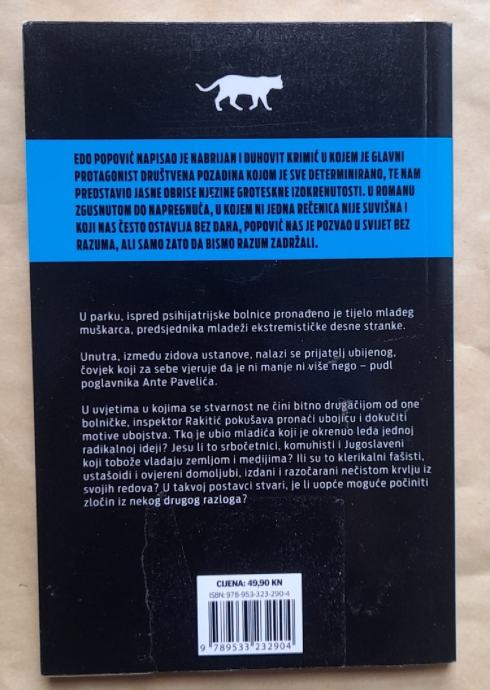 EDO POPOVIĆ NAPISAO JE NABRIJAN I DUHOVIT KRIMIĆ U KOJEM JE GLAVNI
PROTAGONIST DRUŠTVENA POZADINA KOJOM JE SVE DETERMINIRANO, TE NAM
PREDSTAVIO JASNE OBRISE NJEZINE GROTESKNE IZOKRENUTOSTI. U ROMANU
ZGUSNUTOM DO NAPREGNUĆA, U KOJEM NI JEDNA REČENICA NIJE SUVIŠNA I
KOJI NAS ČESTO OSTAVLJA BEZ DAHA, POPOVIĆ NAS JE POZVAO U SVIJET BEZ
RAZUMA, ALI SAMO ZATO DA BISMO RAZUM ZADRŽALI.
U parku, ispred psihijatrijske bolnice pronađeno je tijelo mladeg
muškarca, predsjednika mladeži ekstremističke desne stranke.
Unutra, između zidova ustanove, nalazi se prijatelj ubijenog,
čovjek koji za sebe vjeruje da je ni manje ni više nego – pudl
poglavnika Ante Pavelića.
U uvjetima u kojima se stvarnost ne čini bitno drugačijom od one
bolničke, inspektor Rakitić pokušava pronaći ubojicu i dokučiti
motive ubojstva. Tko je ubio mladića koji je okrenuo leđa jednoj
radikalnoj ideji? Jesu li to srbočetnici, komuhisti i Jugoslaveni
koji tobože vladaju zemljom i medijima? Ili su to klerikalni fašisti,
ustašoidi i ovjereni domoljubi, izdani i razočarani nečistom krvlju iz
svojih redova? U takvoj postavci stvari, je li uopće moguće počiniti
zločin iz nekog drugog razloga?
CIJENA: 49,90 KN
ISBN: 978-953-323-290-4
9 789533 232904